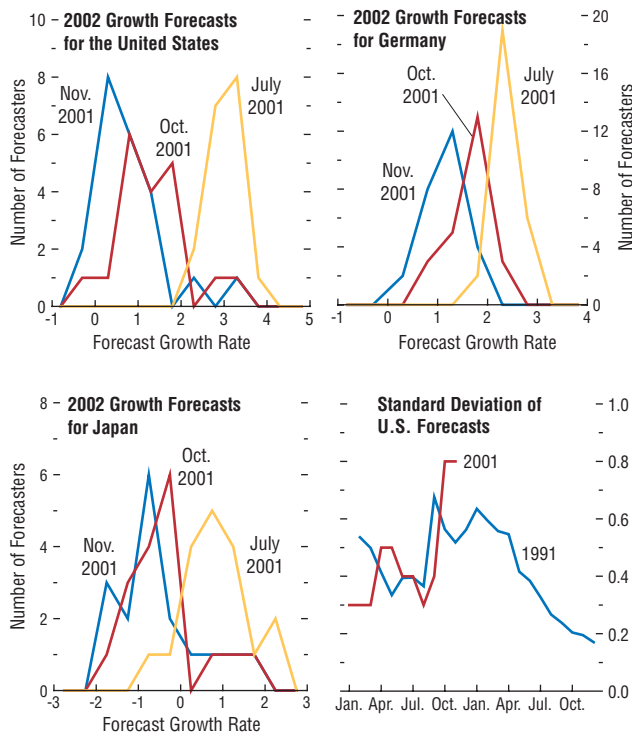 2002 Growth Forecasts
for the United States
Number of Forecasters
10
8
6
4
2
0
Nov.
2001
Oct.
2001
July
2001
-1 0 1 2 3 4 5
Forecast Growth Rate
2002 Growth Forecasts
for Germany
Number of Forecasters
20
16
12
8
4
0
Oct.
2001
July
2001
Nov.
2001
-1 0 1 2 3 4
Forecast Growth Rate
2002 Growth Forecasts
for Japan
Number of Forecasters
8
6
4
2
0
Oct.
2001
Nov.
2001
July
2001
-3 -2 -1 0 1 2 3
Forecast Growth Rate
Standard Deviation of
U.S. Forecasts
1.0
0.8
0.6
0.4
0.2
0.0
2001
1991
Jan. Apr. Jul. Oct. Jan. Apr. Jul. Oct.